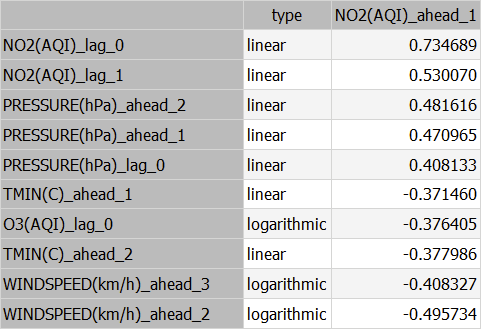 type NO2(AQI)_ahead_1
NO2(AQI)_lag_0 linear 0.734689
NO2(AQI)_lag_1 linear 0.530070
PRESSURE(hPa)_ahead_2 linear 0.481616
PRESSURE(hPa)_ahead_1 linear 0.470965
PRESSURE(hPa)_lag_0 linear 0.408133
TMIN(C)_ahead_1 linear -0.371460
O3(AQI)_lag_0 logarithmic -0.376405
TMIN(C)_ahead_2 linear -0.377986
WINDSPEED(km/h)_ahead_3 logarithmic -0.408327
WINDSPEED(km/h)_ahead_2 logarithmic -0.495734